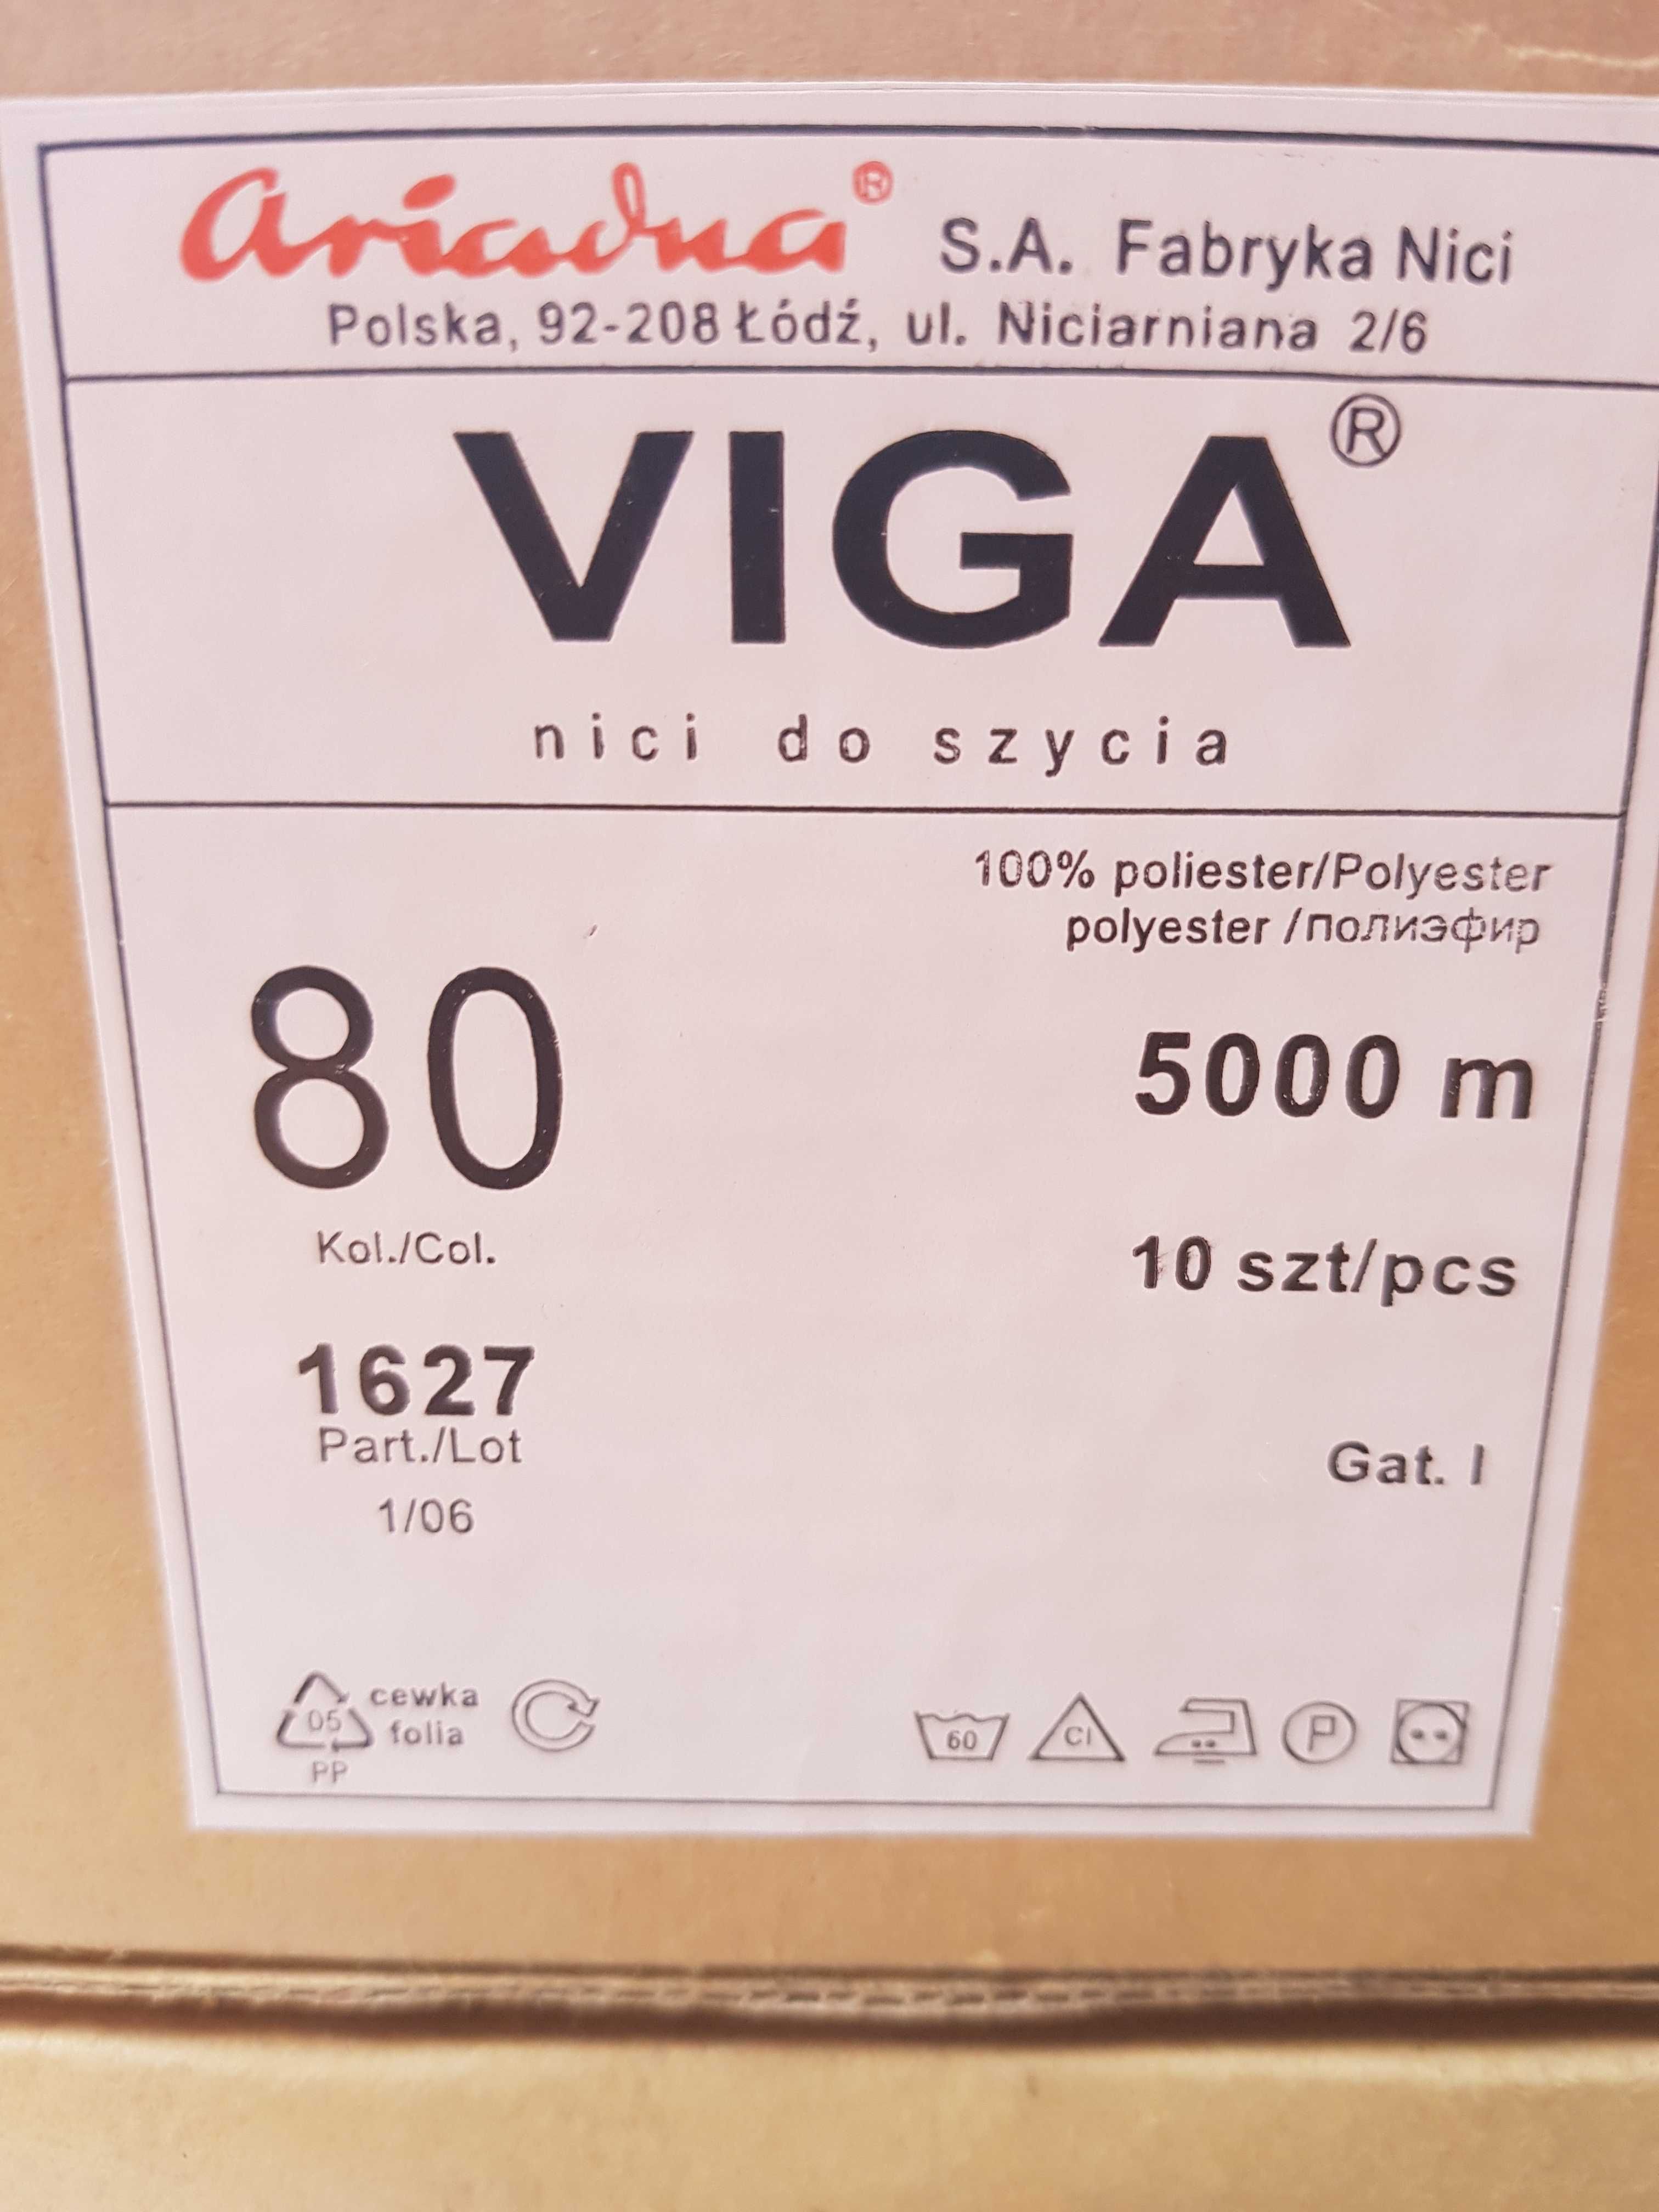 ariadna® S.A. Fabryka Nici
Polska, 92-208 Łódź, ul. Niciarniana 2/6
VIGA®
nici do szycia
100% poliester/Polyester
polyester /полиэфир
80
5000 m
Kol./Col.
10 szt/pcs
1627
Part./Lot
Gat. I
1/06
05
PP
cewka
folia
60
Cl
P